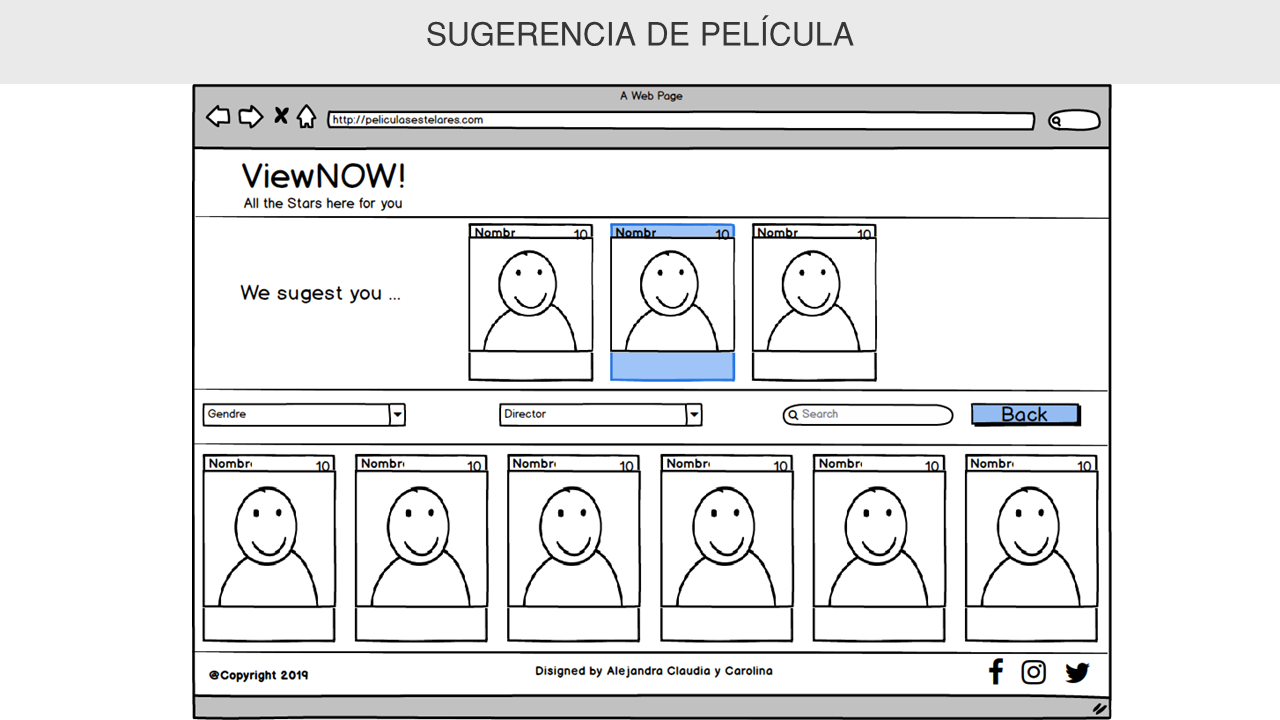 SUGERENCIA DE PELÍCULA
A Web Page
http://peliculasestelares.com
ViewNOW!
All the Stars here for you
Nombr 10 Nombr 10 Nombr 10
We sugest you ...
Gendre Director Search Back
Nombr 10 Nombr 10 Nombr 10 Nombr 10 Nombr 10 Nombr 10
@Copyright 2019 Disigned by Alejandra Claudia y Carolina